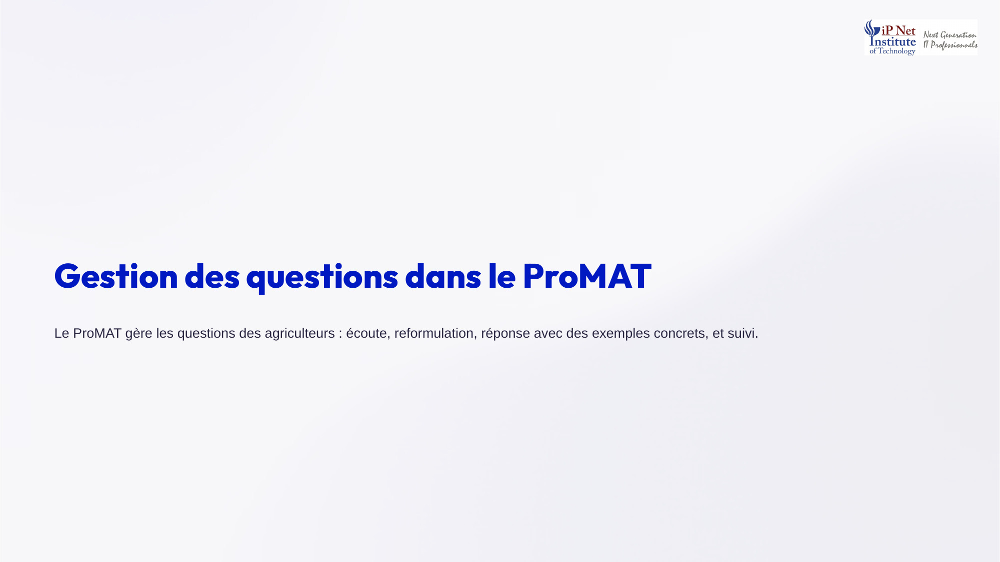 iP Net
Institute
of Technology
Next Generation
IT Professionnels
Gestion des questions dans le ProMAT
Le ProMAT gère les questions des agriculteurs : écoute, reformulation, réponse avec des exemples concrets, et suivi.